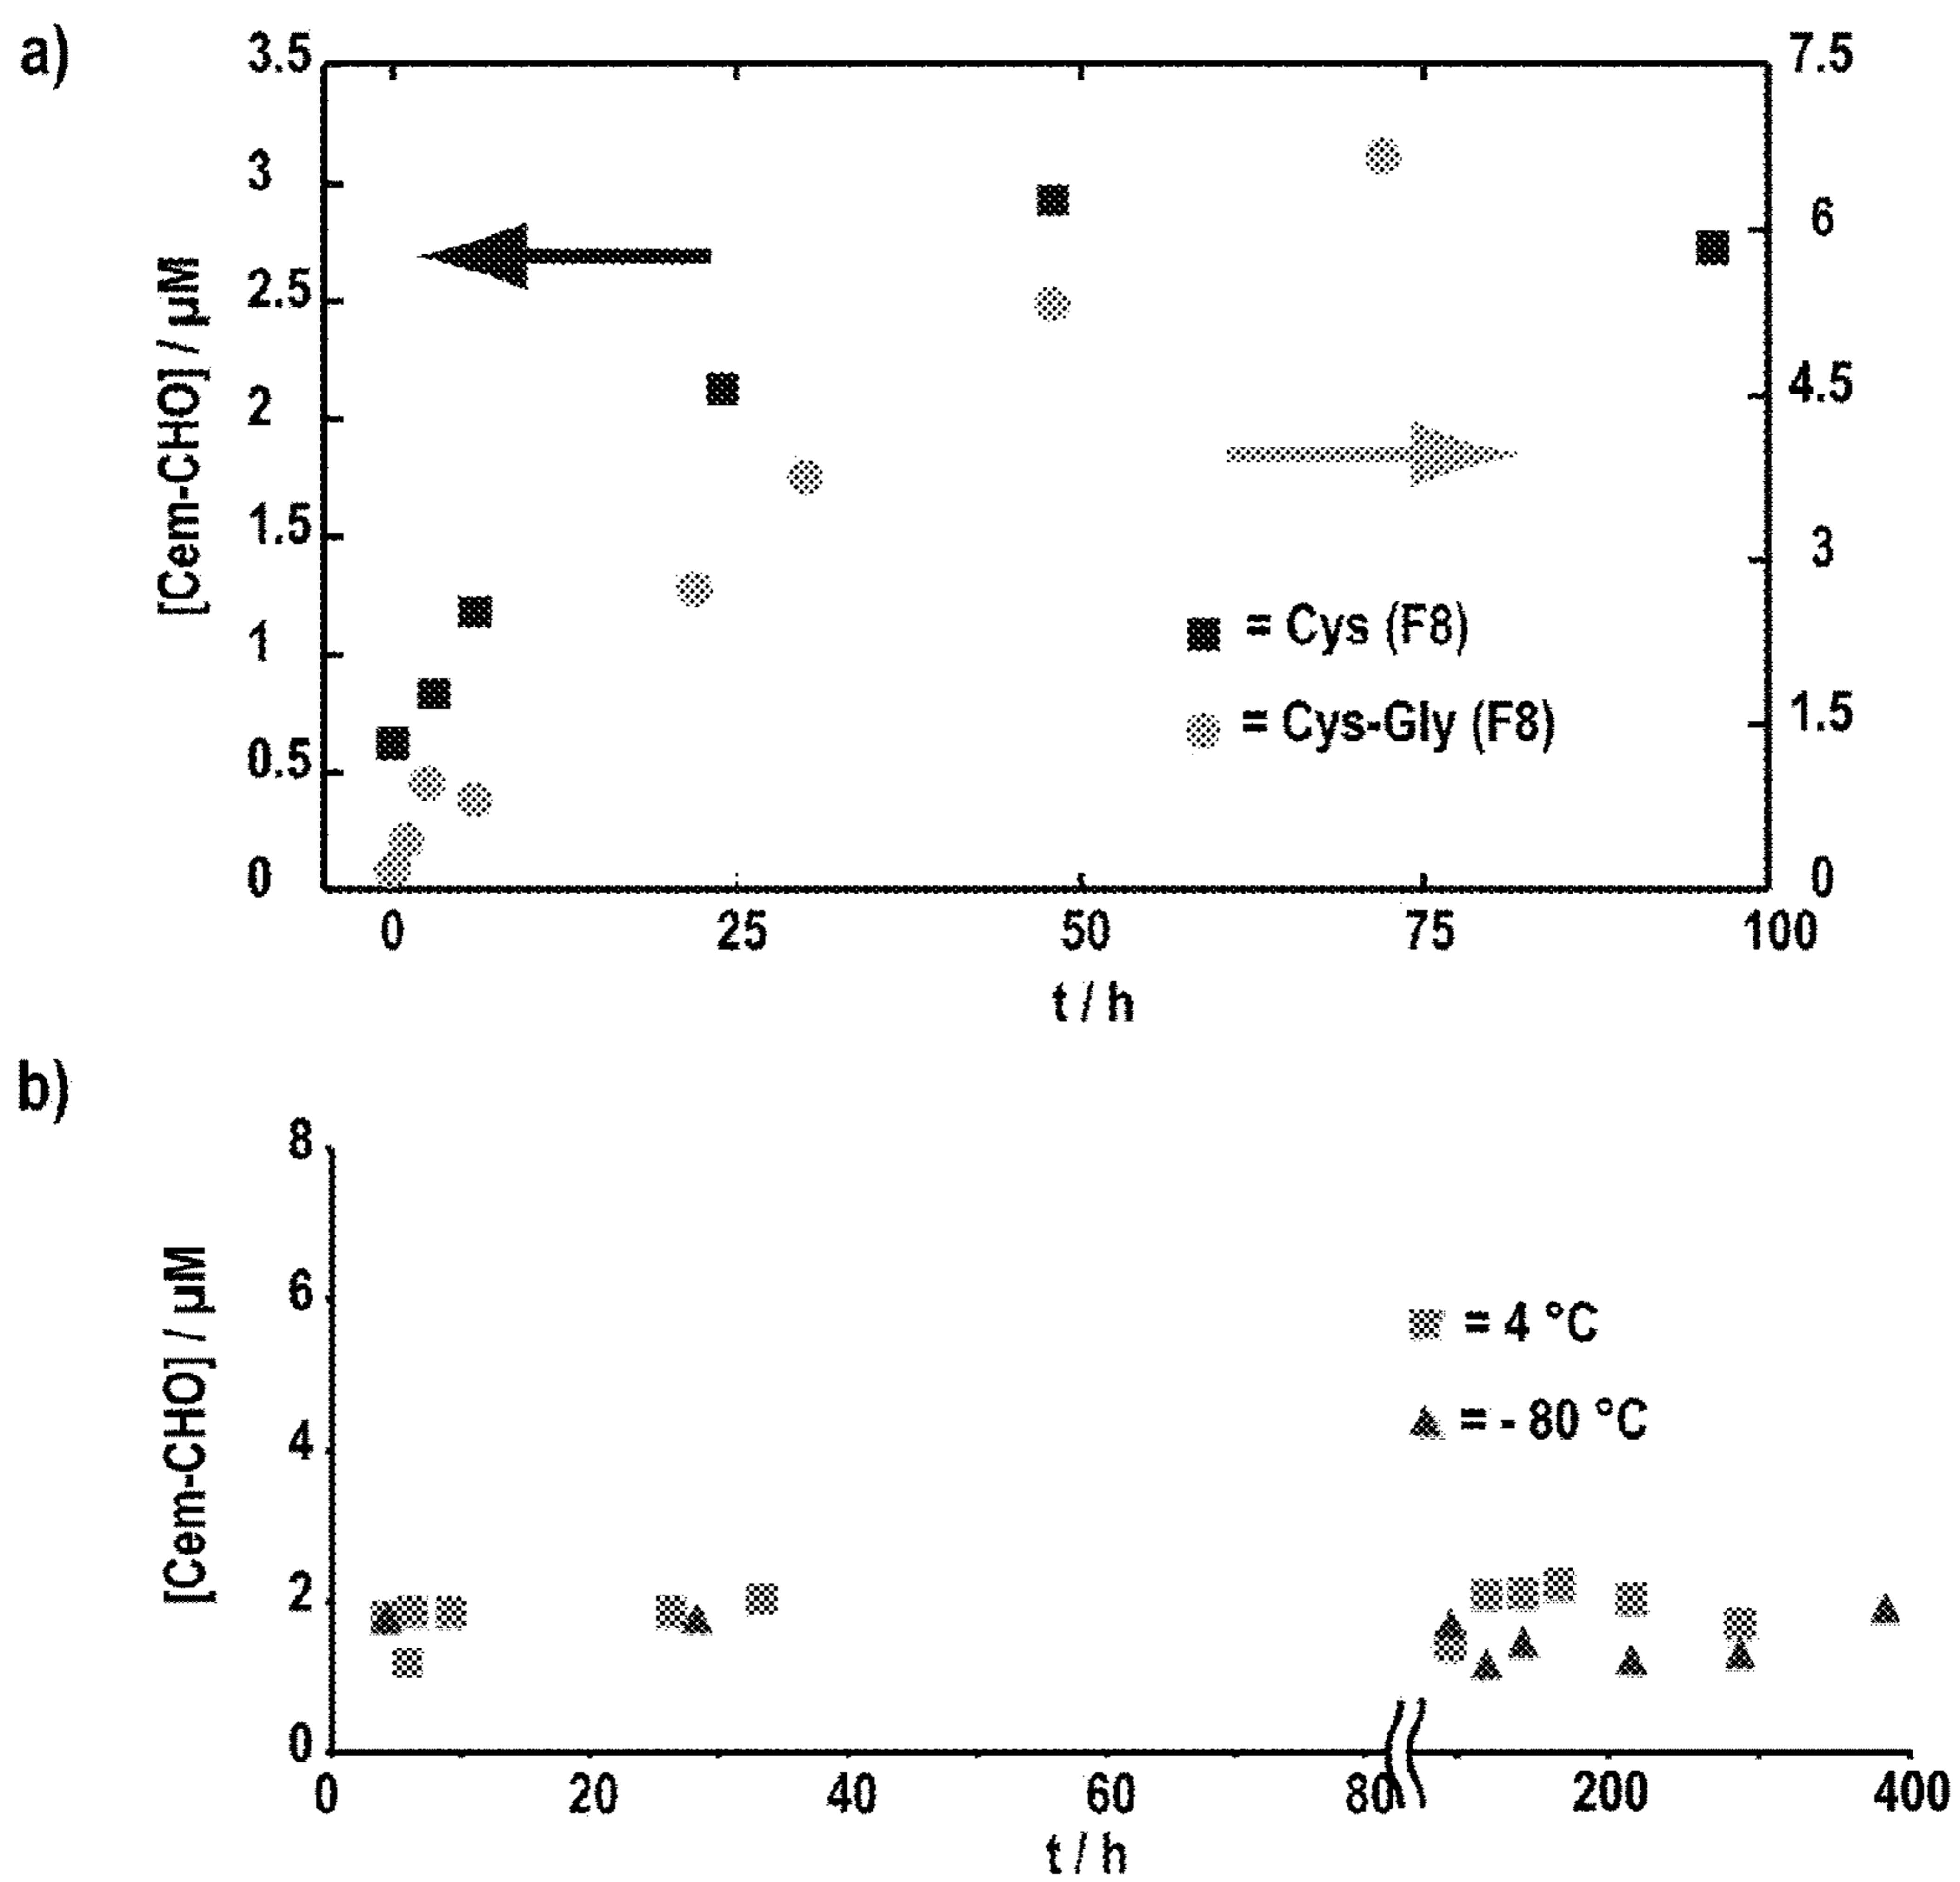 a)
3.5
3
2.5
2
1.5
1
0.5
0
[Cem-CHO] / µM
7.5
6
4.5
3
1.5
0
= Cys (F8)
= Cys-Gly (F8)
0 25 50 75 100
t / h
b)
8
6
4
2
0
[Cem-CHO] / µM
= 4 °C
= - 80 °C
0 20 40 60 80 200 400
t / h